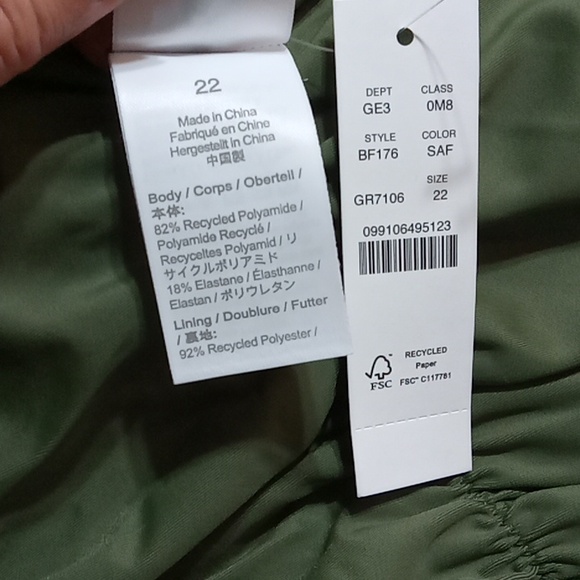 22
Made in China
Fabriqué en Chine
Hergestellt in China
中国製
Body / Corps / Oberteil /
本体:
82% Recycled Polyamide /
Polyamide Recyclé /
Recyceltes Polyamid / リ
サイクルポリアミド
18% Elastane / Élasthanne /
Elastan / ポリウレタン
Lining / Doublure / Futter
/ 裏地:
92% Recycled Polyester /
DEPT CLASS
GE3 0M8
STYLE COLOR
BF176 SAF
SIZE
GR7106 22
099106495123
RECYCLED
Paper
FSC™ C117761
FSC